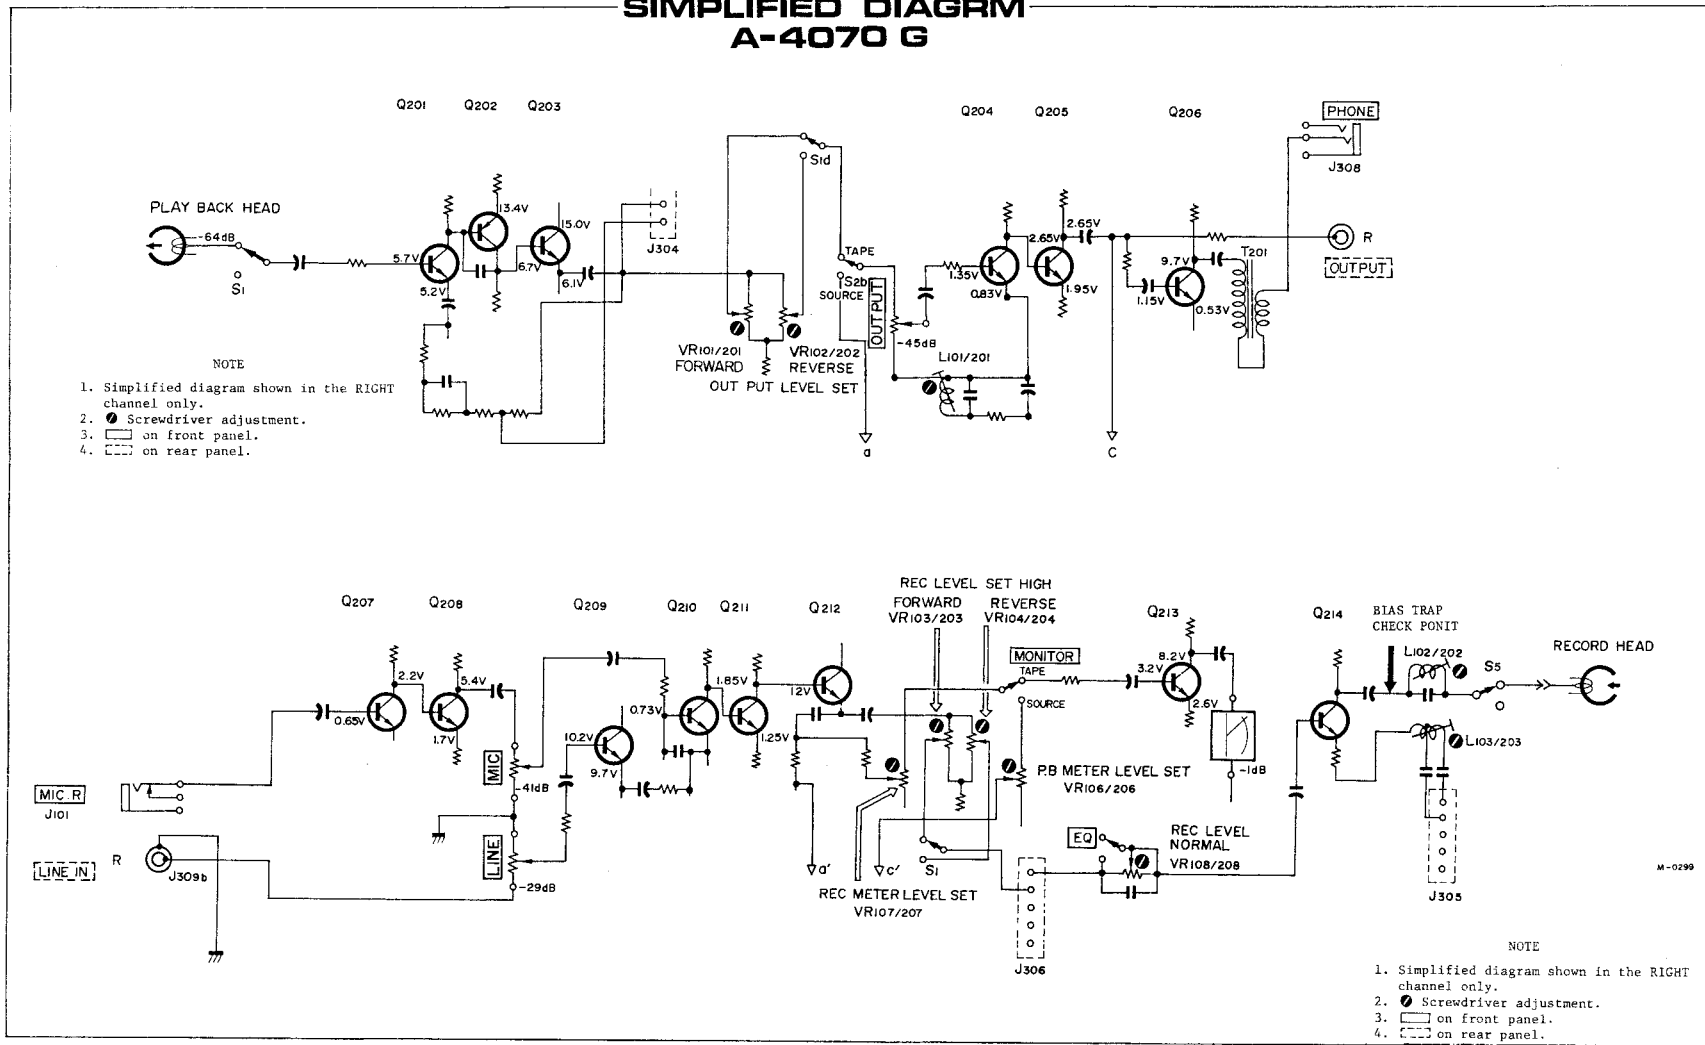 SIMPLIFIED DIAGRM
A-4070 G
Q201 Q202 Q203
Q204 Q205 Q206
PHONE
J308
PLAY BACK HEAD
-64dB
S1
5.7V
5.2V
13.4V
6.7V
15.0V
6.1V
J304
S1d
TAPE
S2b
SOURCE
OUTPUT
-45dB
VR101/201
FORWARD
VR102/202
REVERSE
OUT PUT LEVEL SET
a
L101/201
1.35V
0.83V
2.65V
2.65V
1.95V
C
9.7V
1.15V
0.53V
T201
R
OUTPUT
NOTE
1. Simplified diagram shown in the RIGHT
channel only.
2. Screwdriver adjustment.
3. on front panel.
4. on rear panel.
Q207 Q208 Q209 Q210 Q211 Q212
REC LEVEL SET HIGH
FORWARD
VR103/203
REVERSE
VR104/204
Q213
Q214
BIAS TRAP
CHECK PONIT
L102/202
S5
RECORD HEAD
MONITOR
TAPE
SOURCE
0.65V
2.2V
1.7V
5.4V
MIC
-41dB
LINE
-29dB
10.2V
9.7V
0.73V
1.85V
1.25V
12V
3.2V
8.2V
2.6V
-1dB
P.B METER LEVEL SET
VR106/206
L103/203
MIC.R
J101
LINE IN
R
J309b
a'
c'
S1
REC METER LEVEL SET
VR107/207
EQ
REC LEVEL
NORMAL
VR108/208
J306
J305
M-0299
NOTE
1. Simplified diagram shown in the RIGHT
channel only.
2. Screwdriver adjustment.
3. on front panel.
4. on rear panel.